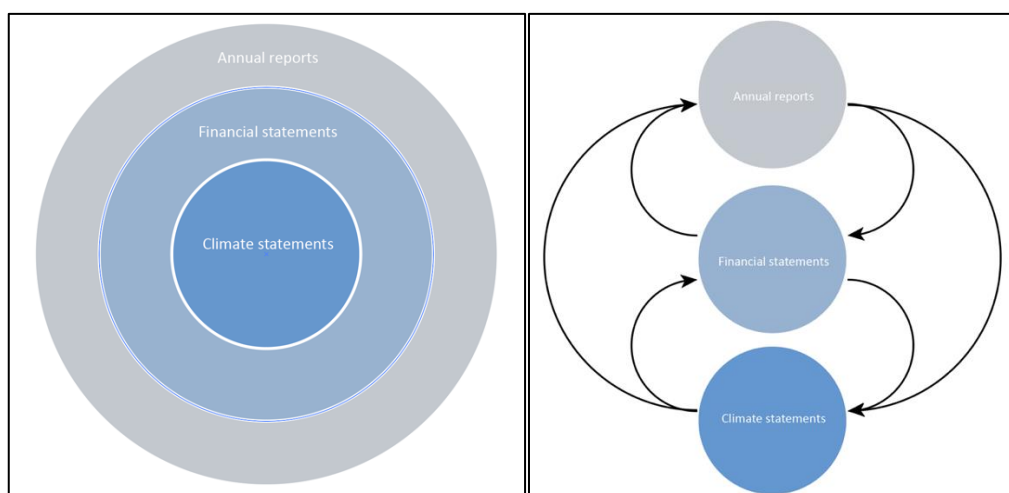 Annual reports
Financial statements
Climate statements
Annual reports
Financial statements
Climate statements